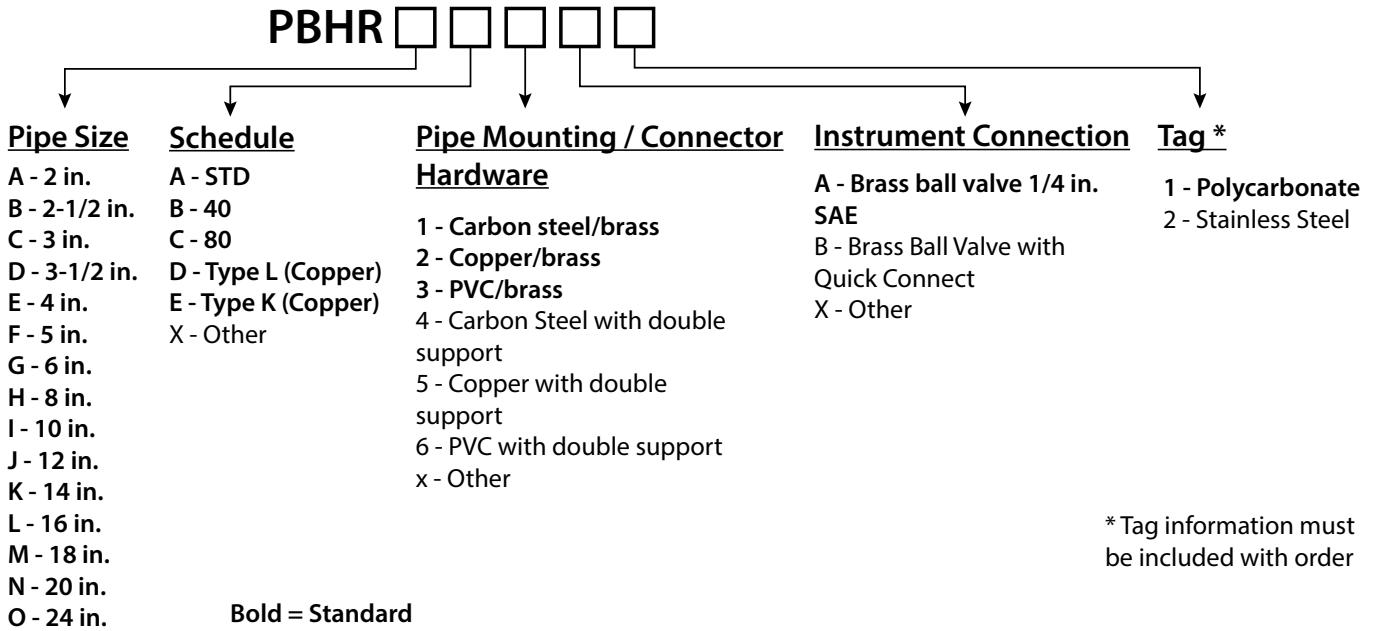 PBHR
Pipe Size
A - 2 in.
B - 2-1/2 in.
C - 3 in.
D - 3-1/2 in.
E - 4 in.
F - 5 in.
G - 6 in.
H - 8 in.
I - 10 in.
J - 12 in.
K - 14 in.
L - 16 in.
M - 18 in.
N - 20 in.
O - 24 in.
Schedule
A - STD
B - 40
C - 80
D - Type L (Copper)
E - Type K (Copper)
X - Other
Pipe Mounting / Connector
Hardware
1 - Carbon steel/brass
2 - Copper/brass
3 - PVC/brass
4 - Carbon Steel with double
support
5 - Copper with double
support
6 - PVC with double support
x - Other
Instrument Connection
A - Brass ball valve 1/4 in.
SAE
B - Brass Ball Valve with
Quick Connect
X - Other
Tag *
1 - Polycarbonate
2 - Stainless Steel
* Tag information must
be included with order
Bold = Standard